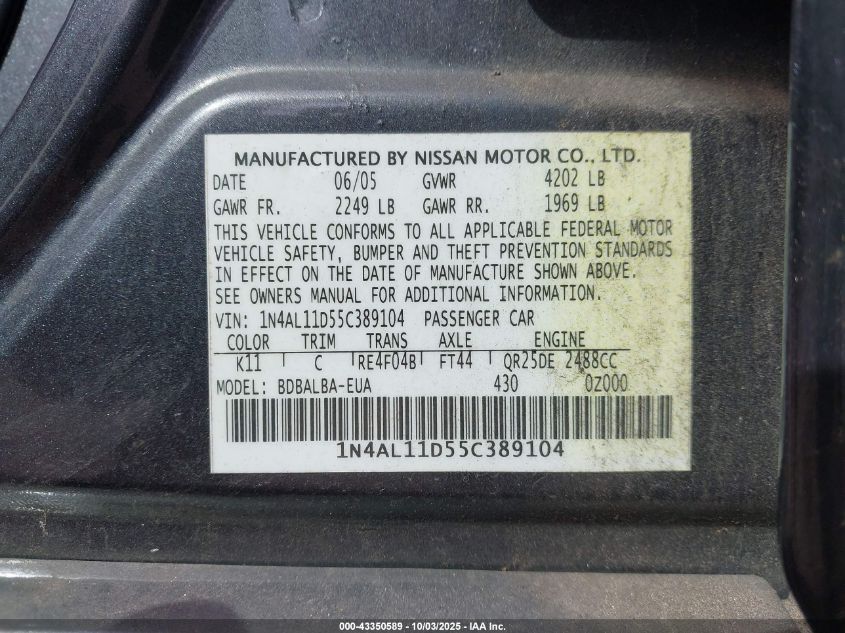 MANUFACTURED BY NISSAN MOTOR CO., LTD.
DATE 06/05 GVWR 4202 LB
GAWR FR. 2249 LB GAWR RR. 1969 LB
THIS VEHICLE CONFORMS TO ALL APPLICABLE FEDERAL MOTOR
VEHICLE SAFETY, BUMPER AND THEFT PREVENTION STANDARDS
IN EFFECT ON THE DATE OF MANUFACTURE SHOWN ABOVE.
SEE OWNERS MANUAL FOR ADDITIONAL INFORMATION.
VIN: 1N4AL11D55C389104 PASSENGER CAR
COLOR TRIM TRANS AXLE ENGINE
K11 C RE4F04B FT44 QR25DE 2488CC
MODEL: BDBALBA-EUA 430 0Z000
1N4AL11D55C389104
000-43350589 - 10/03/2025 - IAA Inc.